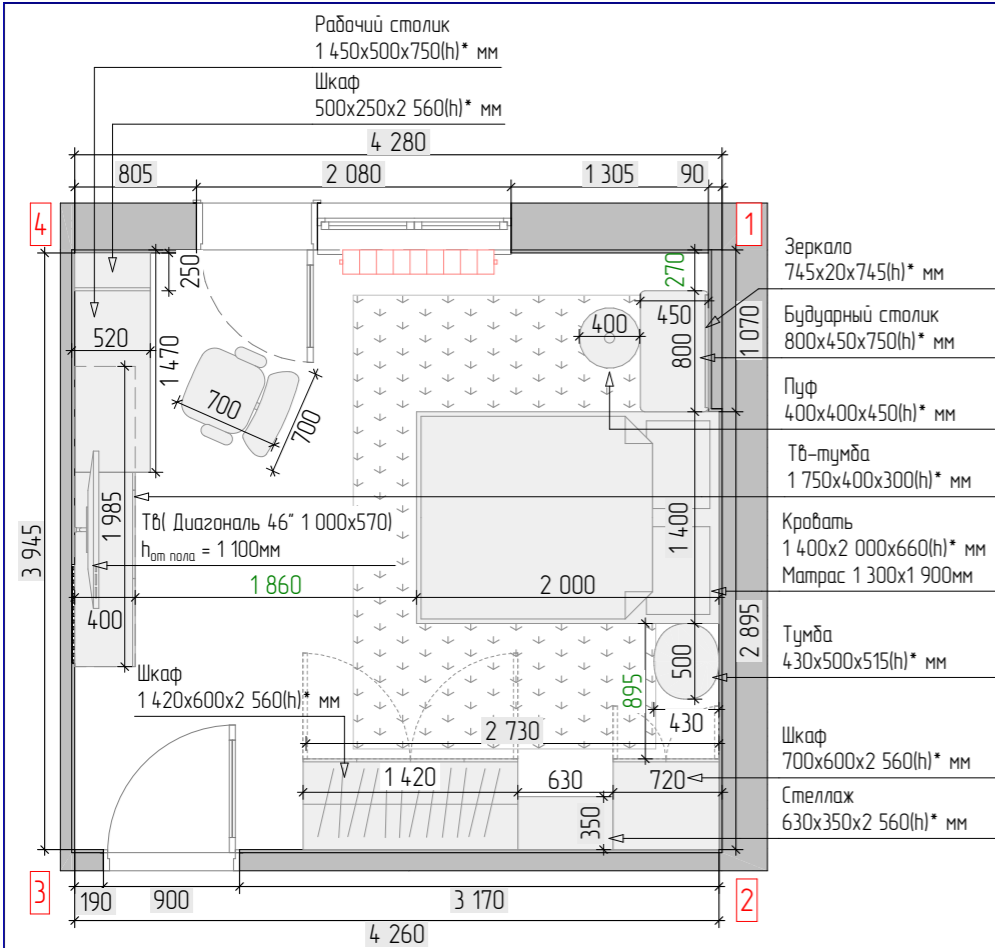 Рабочий столик
1 450х500х750(h)* мм
Шкаф
500х250х2 560(h)* мм
4 280
805
2 080
1 305
90
4
1
250
270
Зеркало
745х20х745(h)* мм
Будуарный столик
800х450х750(h)* мм
Пуф
400х400х450(h)* мм
Тв-тумба
1 750х400х300(h)* мм
Кровать
1 400х2 000х660(h)* мм
Матрас 1 300х1 900мм
Тумба
430х500х515(h)* мм
Шкаф
700х600х2 560(h)* мм
Стеллаж
630х350х2 560(h)* мм
400
450
800
1 070
520
1 470
700
700
1 985
3 945
Тв( Диагональ 46" 1 000х570)
hот пола = 1 100мм
1 400
1 860
2 000
400
2 895
500
895
430
Шкаф
1 420х600х2 560(h)* мм
2 730
1 420
630
720
350
3
190
900
3 170
2
4 260